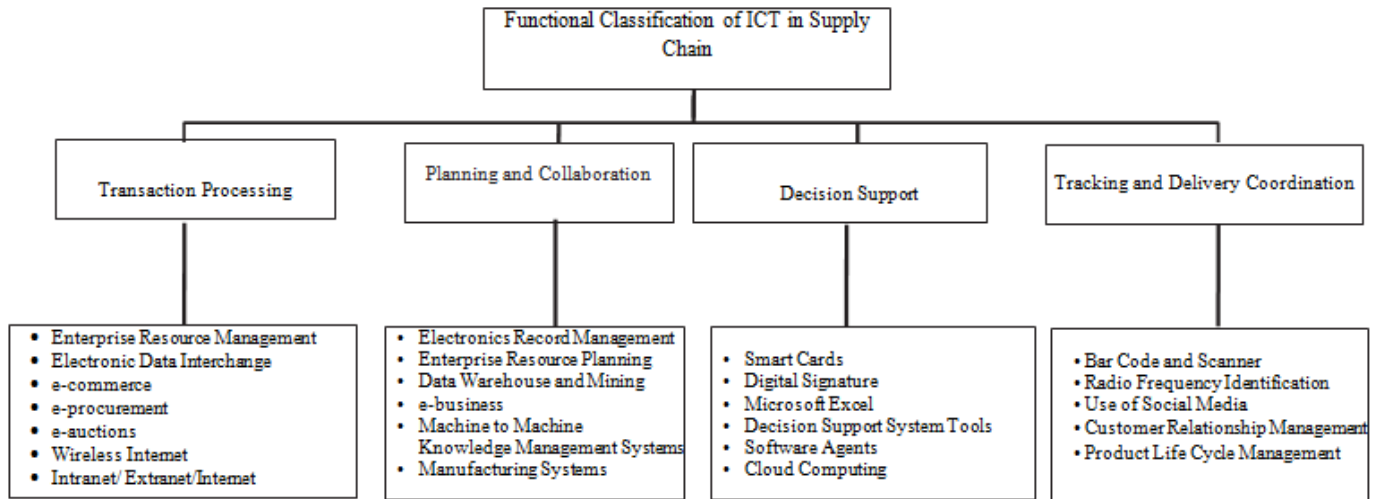 Functional Classification of ICT in Supply
Chain
Transaction Processing
Planning and Collaboration
Decision Support
Tracking and Delivery Coordination
• Enterprise Resource Management
• Electronic Data Interchange
• e-commerce
• e-procurement
• e-auctions
• Wireless Internet
• Intranet/ Extranet/Internet
• Electronics Record Management
• Enterprise Resource Planning
• Data Warehouse and Mining
• e-business
• Machine to Machine
Knowledge Management Systems
• Manufacturing Systems
• Smart Cards
• Digital Signature
• Microsoft Excel
• Decision Support System Tools
• Software Agents
• Cloud Computing
• Bar Code and Scanner
• Radio Frequency Identification
• Use of Social Media
• Customer Relationship Management
• Product Life Cycle Management